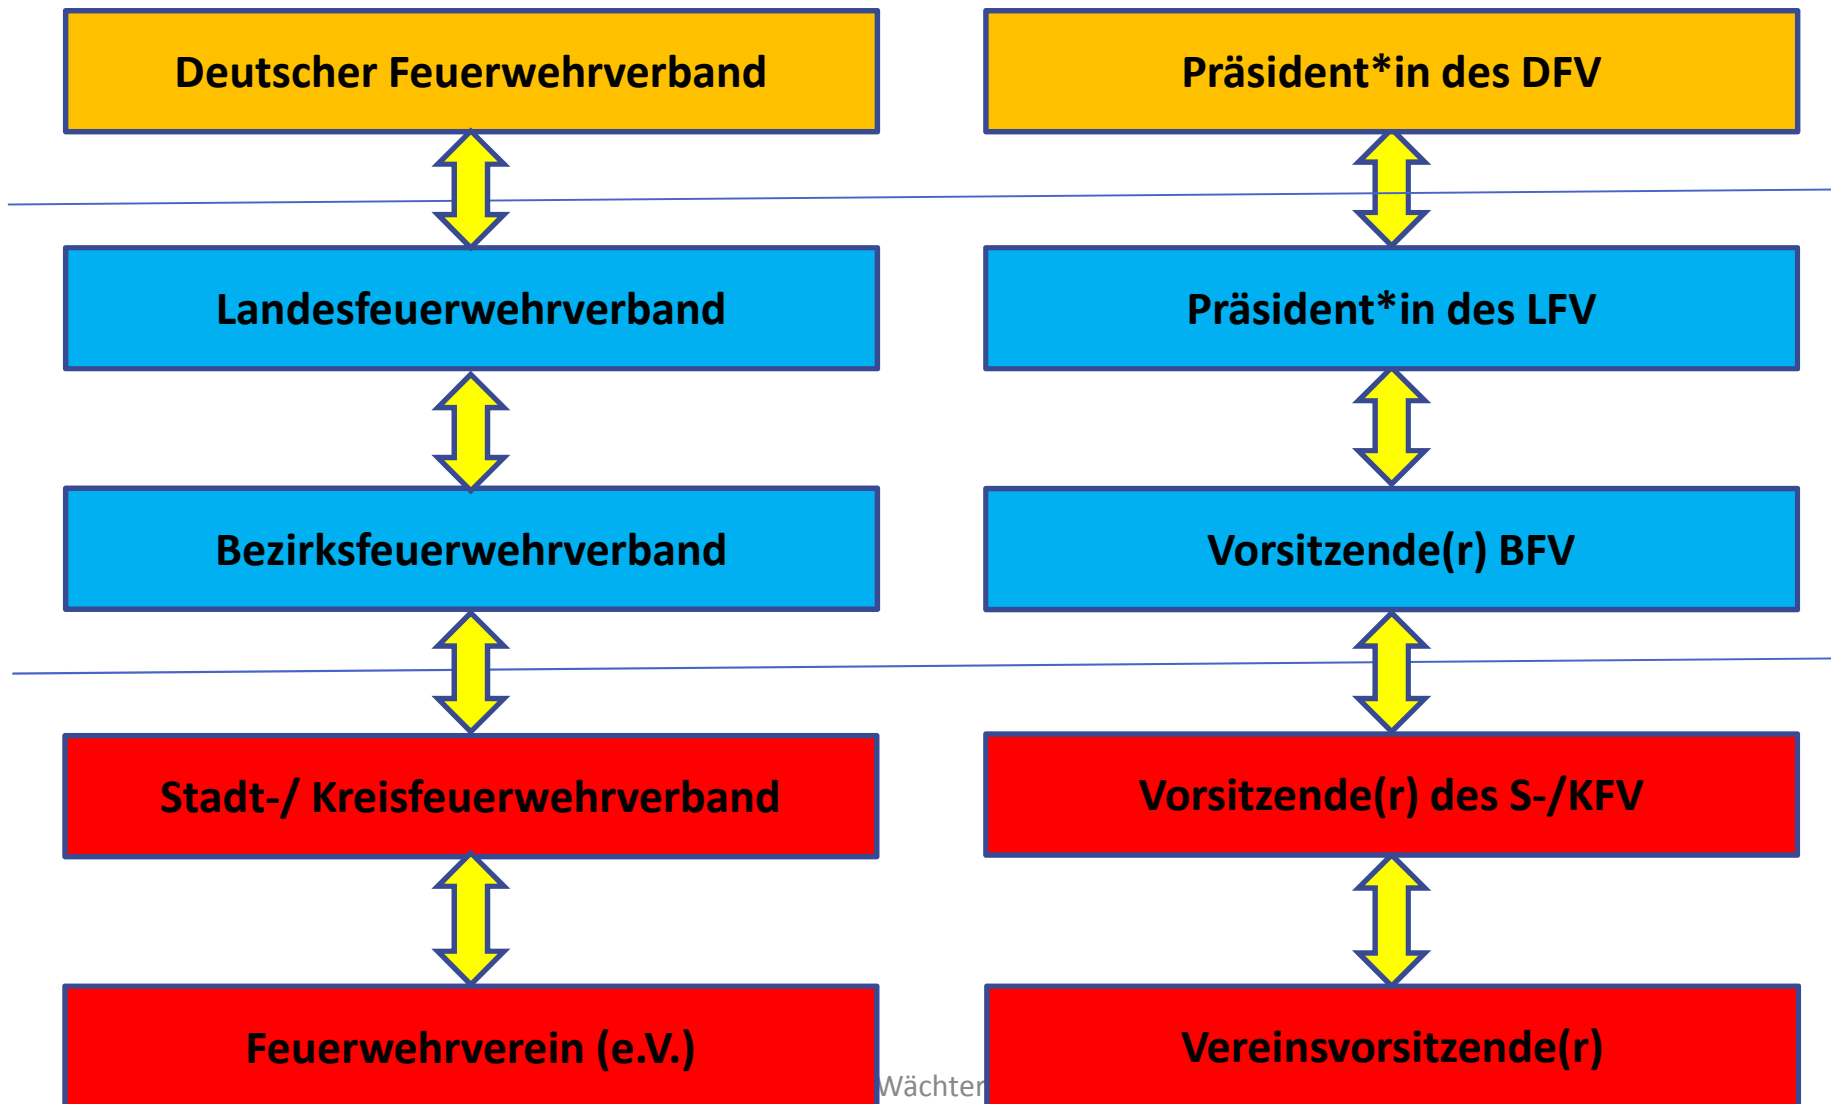 Deutscher Feuerwehrverband
Präsident*in des DFV
Landesfeuerwehrverband
Präsident*in des LFV
Bezirksfeuerwehrverband
Vorsitzende(r) BFV
Stadt-/ Kreisfeuerwehrverband
Vorsitzende(r) des S-/KFV
Feuerwehrverein (e.V.)
Vereinsvorsitzende(r)
Wächter